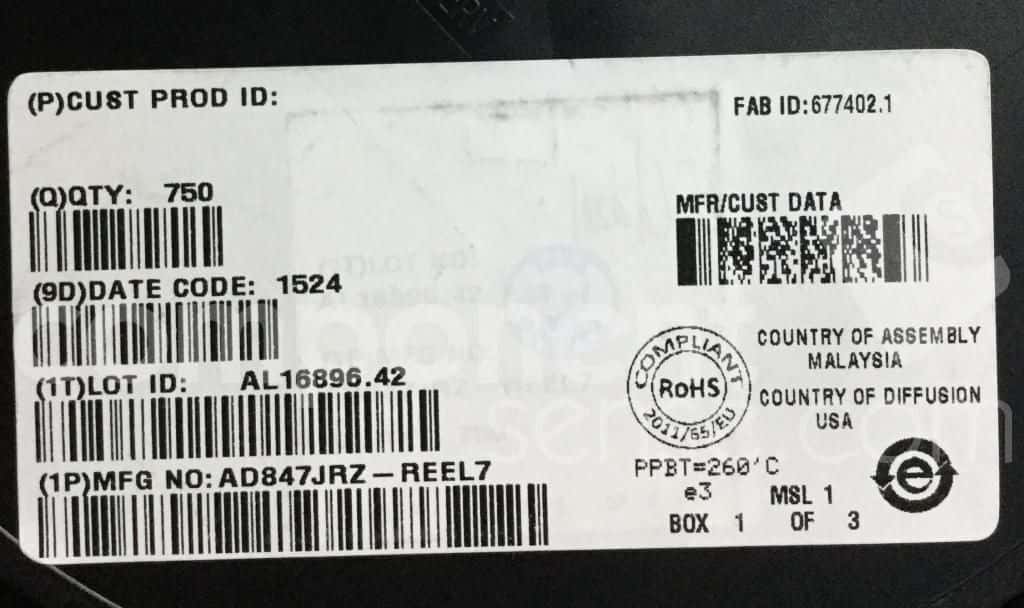 (P)CUST PROD ID:
FAB ID:677402.1
(Q)QTY: 750
MFR/CUST DATA
(9D)DATE CODE: 1524
(1T)LOT ID: AL16896.42
(1P)MFG NO: AD847JRZ-REEL7
COMPLIANT
RoHS
2011/65/EU
COUNTRY OF ASSEMBLY
MALAYSIA
COUNTRY OF DIFFUSION
USA
PPBT=260'C
e3 MSL 1
BOX 1 OF 3
e